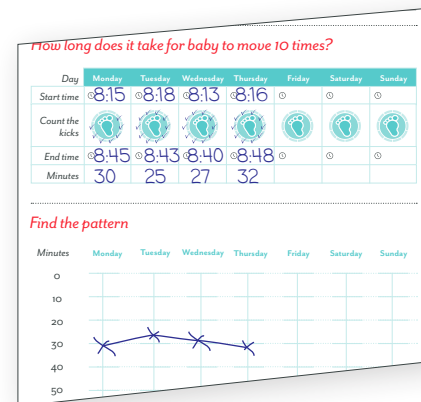 How long does it take for baby to move 10 times?
Day Monday Tuesday Wednesday Thursday Friday Saturday Sunday
Start time 8:15 8:18 8:13 8:16
Count the
kicks
End time 8:45 8:43 8:40 8:48
Minutes 30 25 27 32
Find the pattern
Minutes Monday Tuesday Wednesday Thursday Friday Saturday Sunday
0
10
20
30
40
50